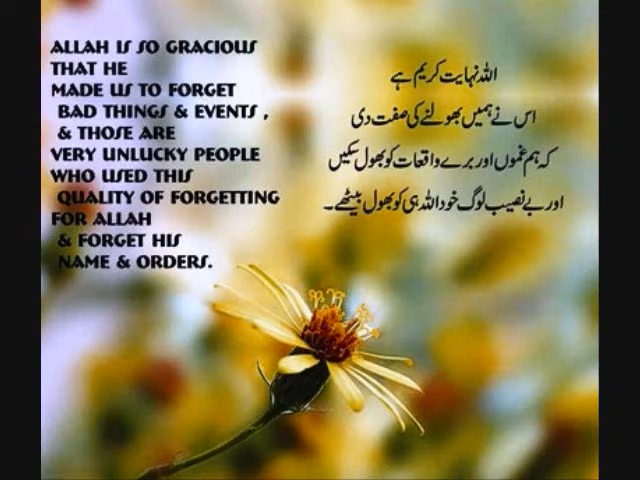 ALLAH IS SO GRACIOUS
THAT HE
MADE US TO FORGET
BAD THINGS & EVENTS ,
& THOSE ARE
VERY UNLUCKY PEOPLE
WHO USED THIS
QUALITY OF FORGETTING
FOR ALLAH
& FORGET HIS
NAME & ORDERS.
اللہ نہایت کریم ہے
اس نے ہمیں بھولنے کی صفت دی
کہ ہم غموں اور برے واقعات کو بھول سکیں
اور بے نصیب لوگ خود اللہ ہی کو بھول بیٹھے۔